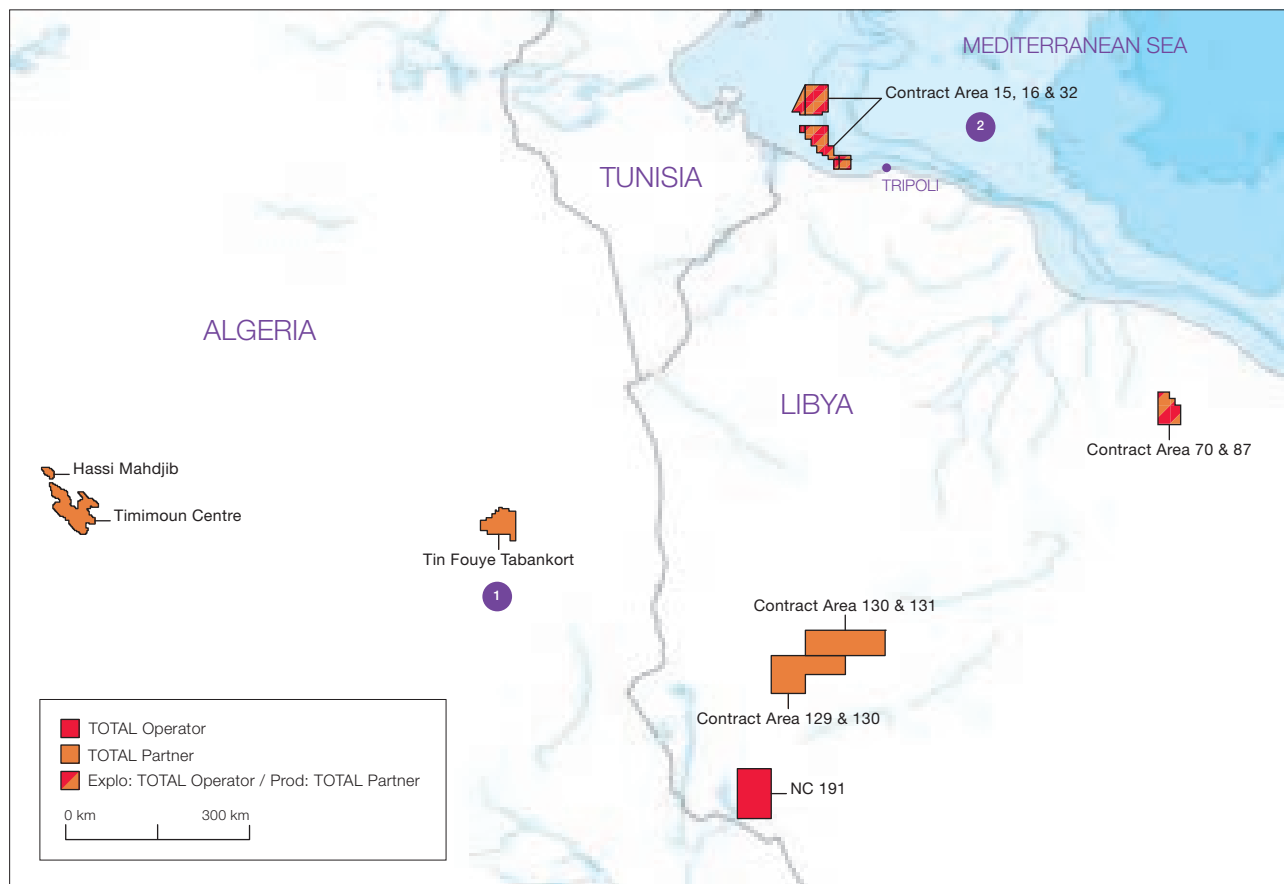 MEDITERRANEAN SEA
Contract Area 15, 16 & 32
2
TUNISIA
TRIPOLI
ALGERIA
LIBYA
Contract Area 70 & 87
Hassi Mahdjib
Timimoun Centre
Tin Fouye Tabankort
1
Contract Area 130 & 131
Contract Area 129 & 130
NC 191
TOTAL Operator
TOTAL Partner
Explo: TOTAL Operator / Prod: TOTAL Partner
0 km 300 km